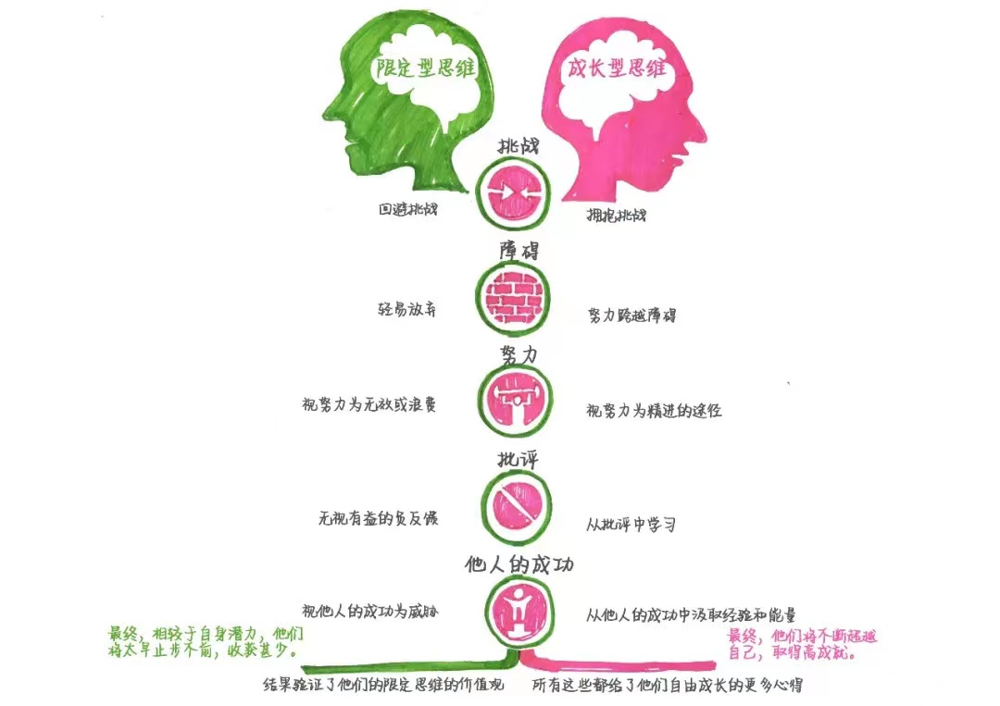 限定型思维
成长型思维
挑战
回避挑战
拥抱挑战
障碍
轻易放弃
努力跨越障碍
努力
视努力为无效或浪费
视努力为精进的途径
批评
无视有益的负反馈
从批评中学习
他人的成功
视他人的成功为威胁
从他人的成功中汲取经验和能量
最终，相较于自身潜力，他们
将太早止步不前，收获甚少。
最终，他们将不断超越
自己，取得高成就。
结果验证了他们的限定思维的价值观
所有这些都给了他们自由成长的更多心得